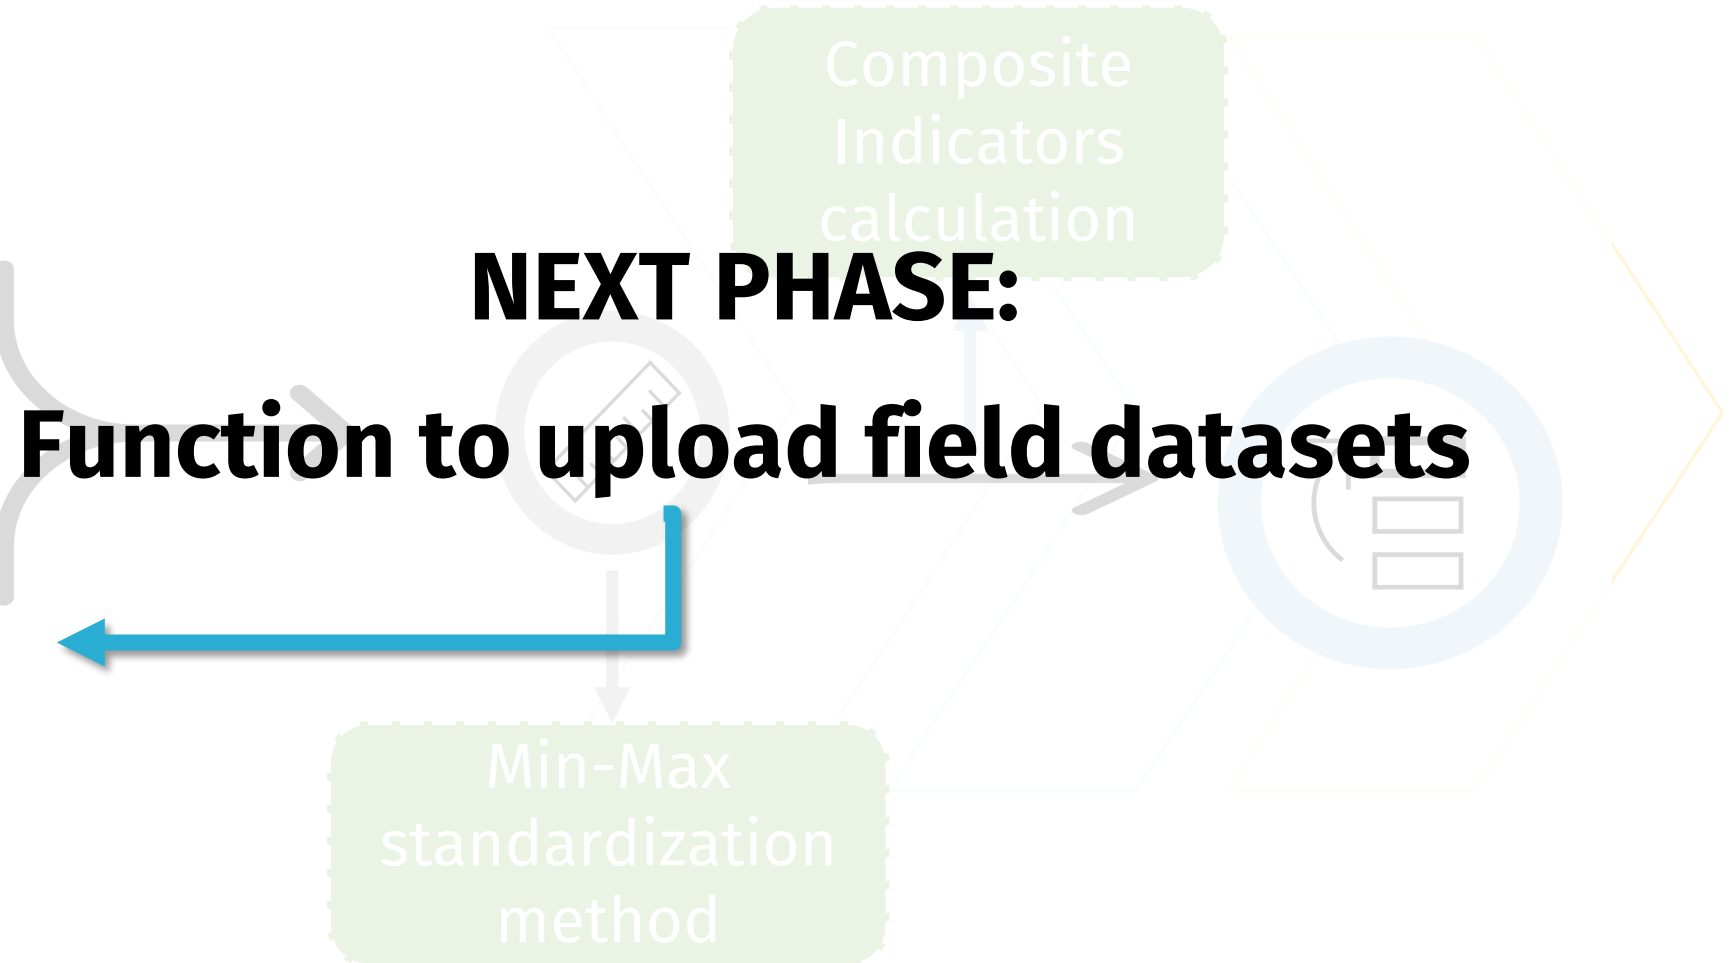 Composite
Indicators
calculation
NEXT PHASE:
Function to upload field datasets
Min-Max
standardization
method